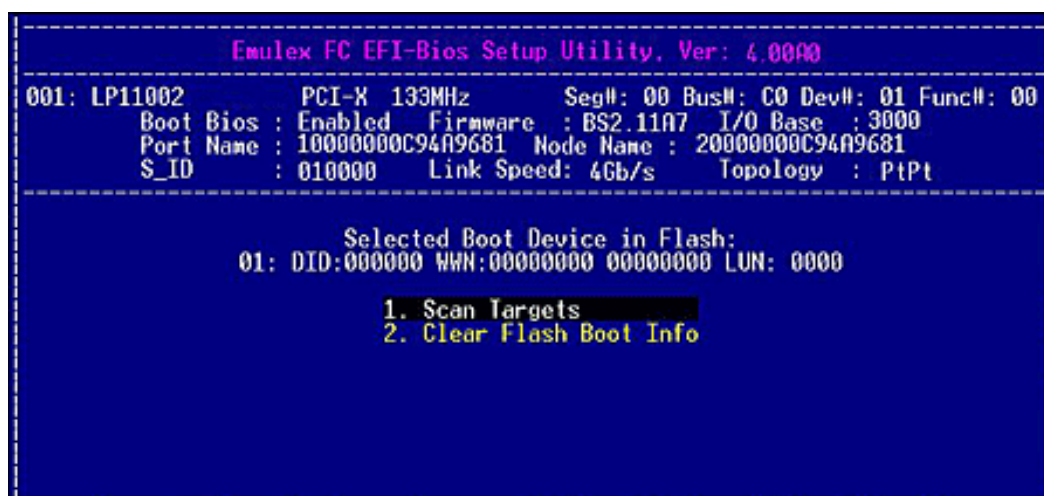 Emulex FC EFI-Bios Setup Utility, Ver: 4.00A0
001: LP11002 PCI-X 133MHz Seg#: 00 Bus#: C0 Dev#: 01 Func#: 00
Boot Bios : Enabled Firmware : BS2.11A7 I/O Base : 3000
Port Name : 10000000C94A9681 Node Name : 20000000C94A9681
S_ID : 010000 Link Speed: 4Gb/s Topology : PtPt
Selected Boot Device in Flash:
01: DID:000000 WWN:00000000 00000000 LUN: 0000
1. Scan Targets
2. Clear Flash Boot Info